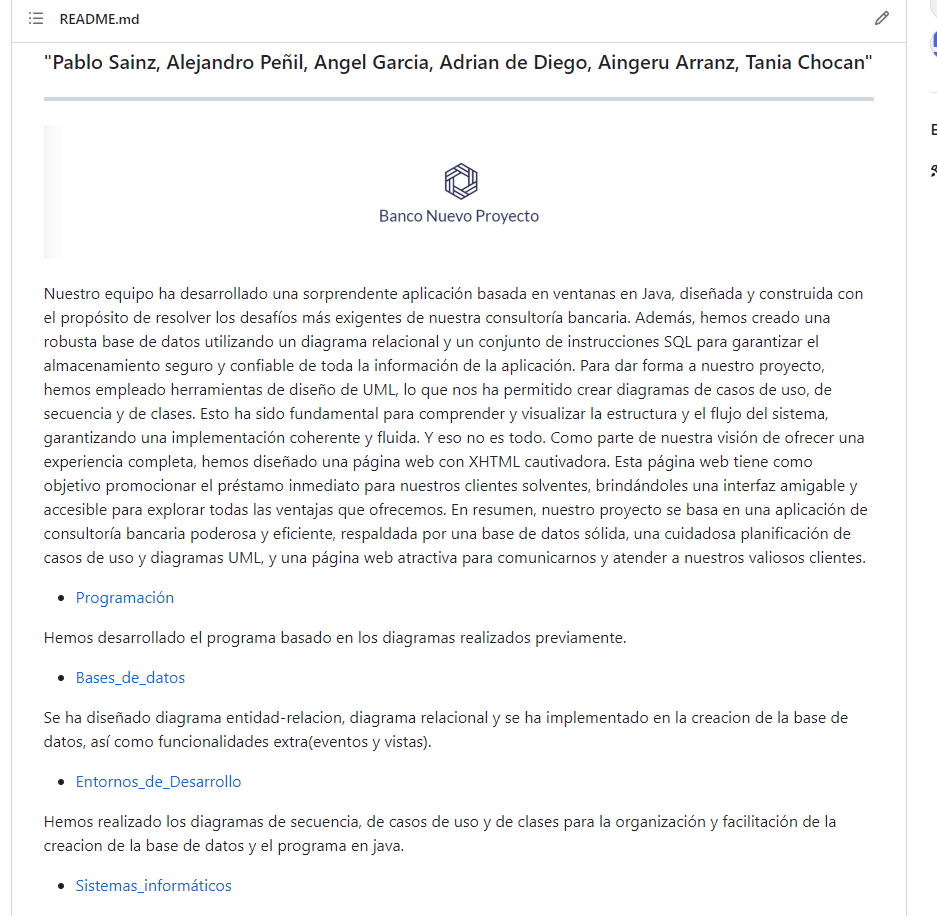 README.md
"Pablo Sainz, Alejandro Peñil, Angel Garcia, Adrian de Diego, Aingeru Arranz, Tania Chocan"
Banco Nuevo Proyecto
Nuestro equipo ha desarrollado una sorprendente aplicación basada en ventanas en Java, diseñada y construida con
el propósito de resolver los desafíos más exigentes de nuestra consultoría bancaria. Además, hemos creado una
robusta base de datos utilizando un diagrama relacional y un conjunto de instrucciones SQL para garantizar el
almacenamiento seguro y confiable de toda la información de la aplicación. Para dar forma a nuestro proyecto,
hemos empleado herramientas de diseño de UML, lo que nos ha permitido crear diagramas de casos de uso, de
secuencia y de clases. Esto ha sido fundamental para comprender y visualizar la estructura y el flujo del sistema,
garantizando una implementación coherente y fluida. Y eso no es todo. Como parte de nuestra visión de ofrecer una
experiencia completa, hemos diseñado una página web con XHTML cautivadora. Esta página web tiene como
objetivo promocionar el préstamo inmediato para nuestros clientes solventes, brindándoles una interfaz amigable y
accesible para explorar todas las ventajas que ofrecemos. En resumen, nuestro proyecto se basa en una aplicación de
consultoría bancaria poderosa y eficiente, respaldada por una base de datos sólida, una cuidadosa planificación de
casos de uso y diagramas UML, y una página web atractiva para comunicarnos y atender a nuestros valiosos clientes.
• Programación
Hemos desarrollado el programa basado en los diagramas realizados previamente.
• Bases_de_datos
Se ha diseñado diagrama entidad-relacion, diagrama relacional y se ha implementado en la creacion de la base de
datos, así como funcionalidades extra(eventos y vistas).
• Entornos_de_Desarrollo
Hemos realizado los diagramas de secuencia, de casos de uso y de clases para la organización y facilitación de la
creacion de la base de datos y el programa en java.
• Sistemas_informáticos